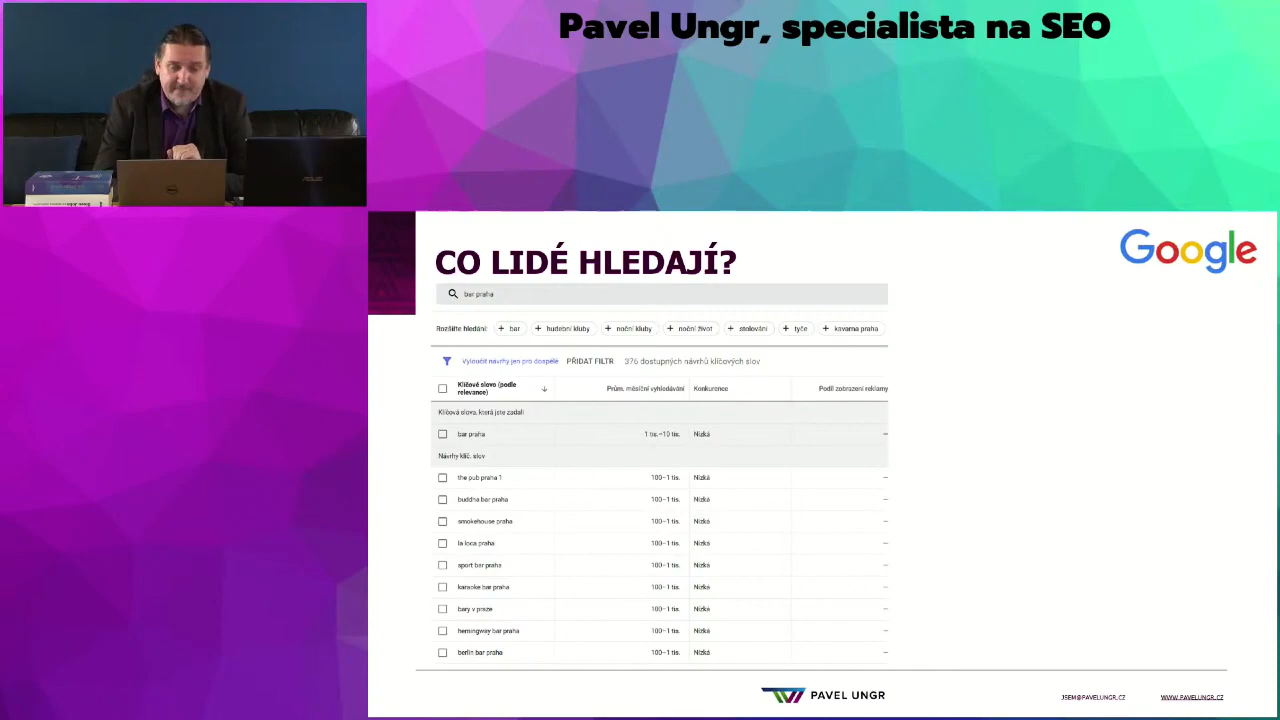 Pavel Ungr, specialista na SEO
CO LIDÉ HLEDAJÍ?
Google
bar praha
Rozšiřte hledání: + bar + hudební kluby + noční kluby + noční život + stolování + tyče + kavarna praha
Vyloučit návrhy jen pro dospělé PŘIDAT FILTR 376 dostupných návrhů klíčových slov
Klíčové slovo (podle relevance) Prům. měsíční vyhledávání Konkurence Podíl zobrazení reklamy
Klíčová slova, která jste zadali
bar praha 1 tis.–10 tis. Nízká –
Návrhy klíč. slov
the pub praha 1 100–1 tis. Nízká –
buddha bar praha 100–1 tis. Nízká –
smokehouse praha 100–1 tis. Nízká –
la loca praha 100–1 tis. Nízká –
sport bar praha 100–1 tis. Nízká –
karaoke bar praha 100–1 tis. Nízká –
bary v praze 100–1 tis. Nízká –
hemingway bar praha 100–1 tis. Nízká –
berlin bar praha 100–1 tis. Nízká –
PAVEL UNGR
JSEM@PAVELUNGR.CZ
WWW.PAVELUNGR.CZ